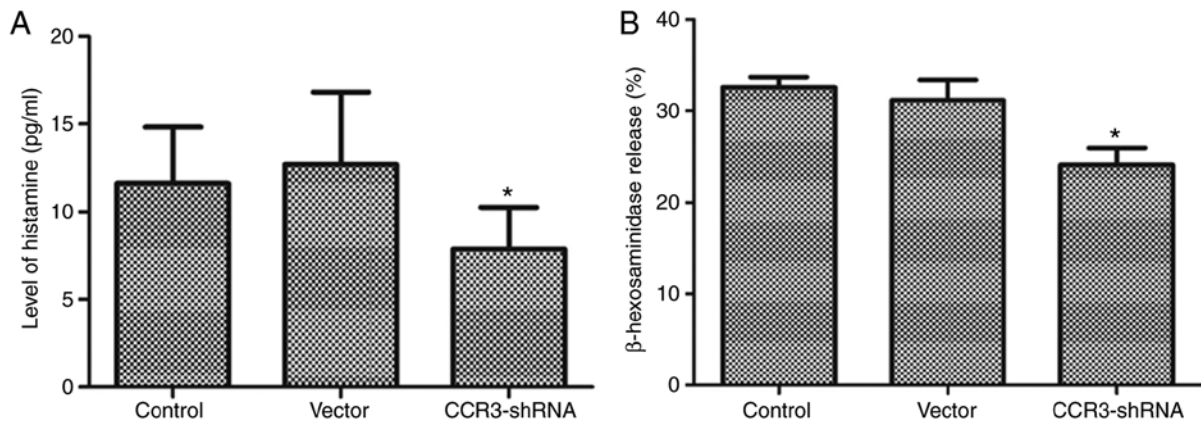 A
Level of histamine (pg/ml)
20
15
10
5
0
*
Control
Vector
CCR3-shRNA
B
β-hexosaminidase release (%)
40
30
20
10
0
*
Control
Vector
CCR3-shRNA